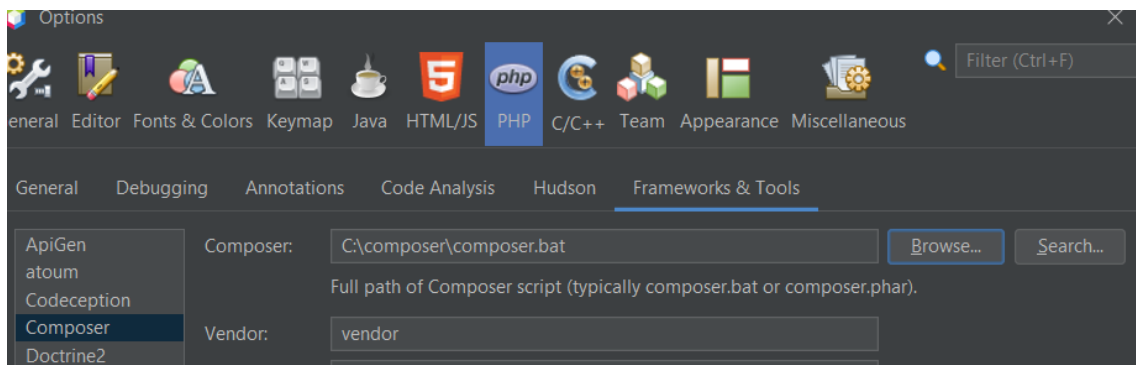 Options
Filter (Ctrl+F)
eneral Editor Fonts & Colors Keymap Java HTML/JS PHP C/C++ Team Appearance Miscellaneous
General Debugging Annotations Code Analysis Hudson Frameworks & Tools
ApiGen
atoum
Codeception
Composer
Doctrine2
Composer: C:\composer\composer.bat Browse... Search...
Full path of Composer script (typically composer.bat or composer.phar).
Vendor: vendor